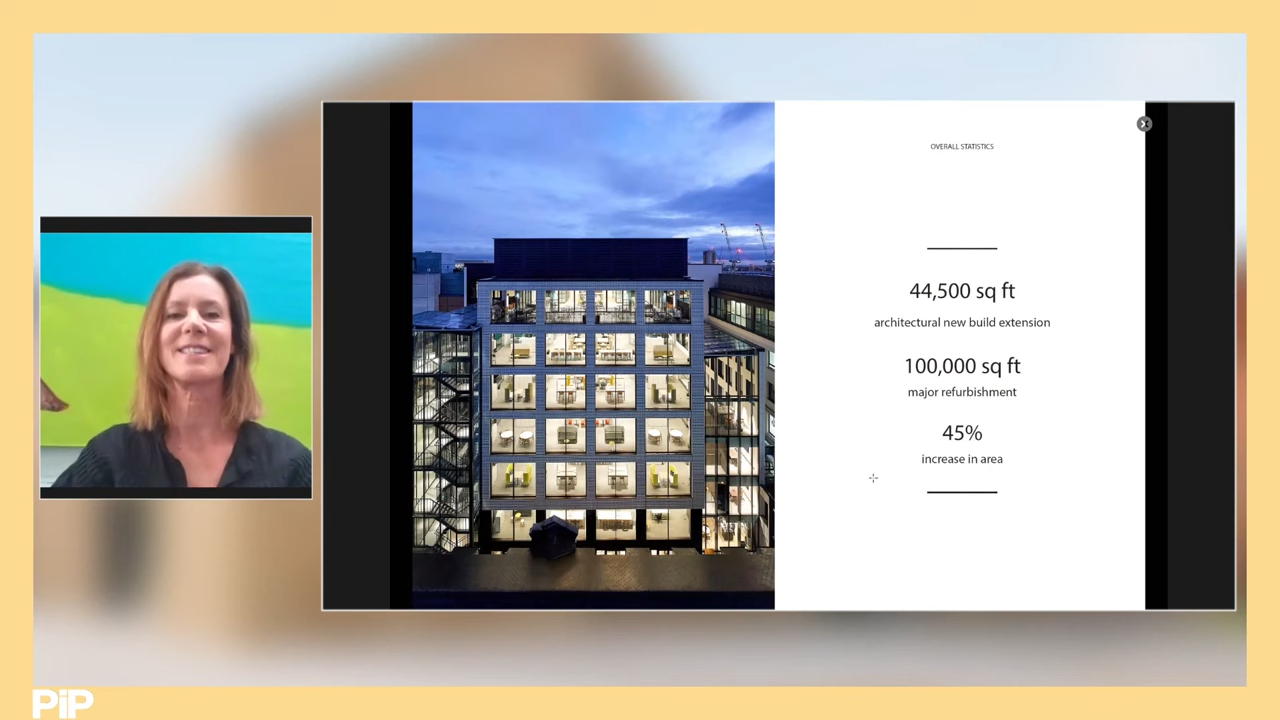 OVERALL STATISTICS
44,500 sq ft
architectural new build extension
100,000 sq ft
major refurbishment
45%
increase in area
PiP